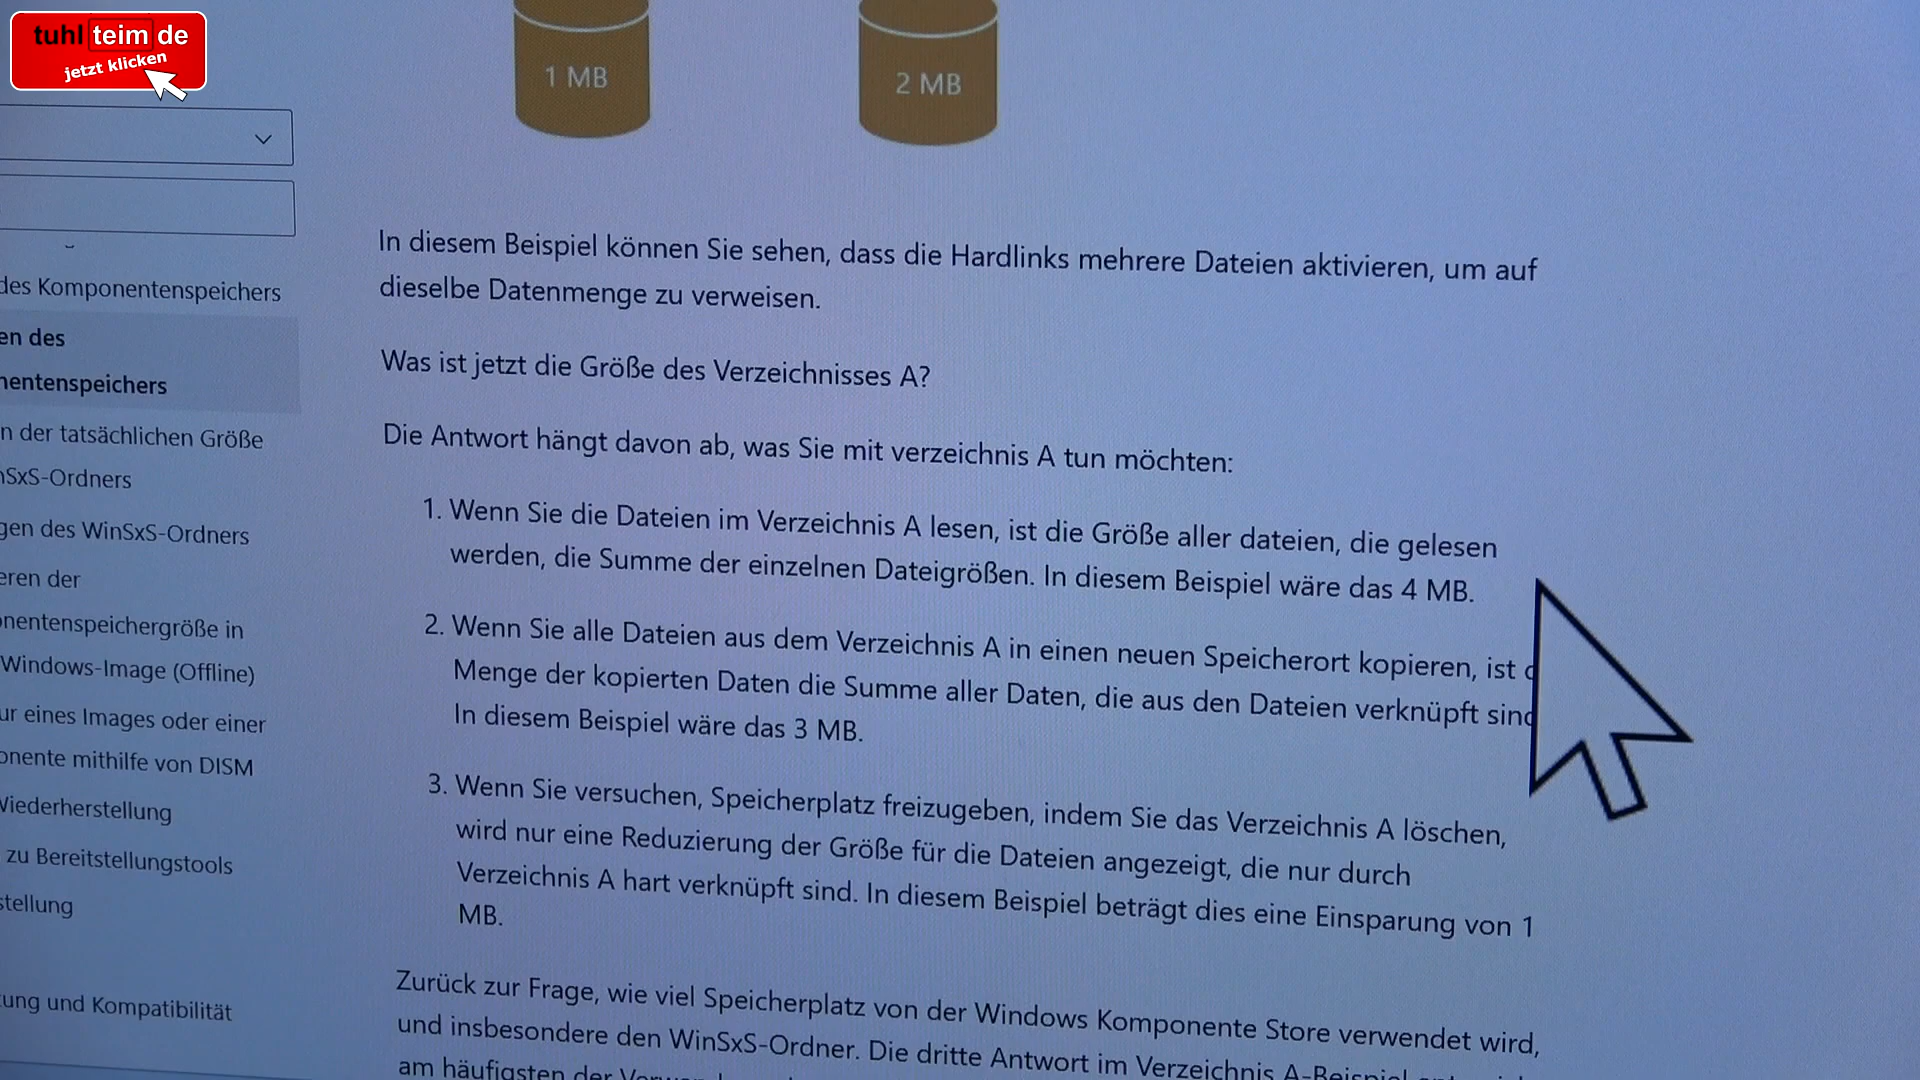 tuhl teim de
jetzt klicken
1 MB
2 MB
des Komponentenspeichers
en des
nentenspeichers
n der tatsächlichen Größe
SxS-Ordners
gen des WinSxS-Ordners
eren der
nentenspeichergröße in
Windows-Image (Offline)
ur eines Images oder einer
onente mithilfe von DISM
Wiederherstellung
zu Bereitstellungstools
stellung
ung und Kompatibilität
In diesem Beispiel können Sie sehen, dass die Hardlinks mehrere Dateien aktivieren, um auf
dieselbe Datenmenge zu verweisen.
Was ist jetzt die Größe des Verzeichnisses A?
Die Antwort hängt davon ab, was Sie mit verzeichnis A tun möchten:
1. Wenn Sie die Dateien im Verzeichnis A lesen, ist die Größe aller dateien, die gelesen
werden, die Summe der einzelnen Dateigrößen. In diesem Beispiel wäre das 4 MB.
2. Wenn Sie alle Dateien aus dem Verzeichnis A in einen neuen Speicherort kopieren, ist
Menge der kopierten Daten die Summe aller Daten, die aus den Dateien verknüpft sind
In diesem Beispiel wäre das 3 MB.
3. Wenn Sie versuchen, Speicherplatz freizugeben, indem Sie das Verzeichnis A löschen,
wird nur eine Reduzierung der Größe für die Dateien angezeigt, die nur durch
Verzeichnis A hart verknüpft sind. In diesem Beispiel beträgt dies eine Einsparung von 1
MB.
Zurück zur Frage, wie viel Speicherplatz von der Windows Komponente Store verwendet wird,
und insbesondere den WinSxS-Ordner. Die dritte Antwort im Verzeichnis A-Beispiel
am häufigsten der